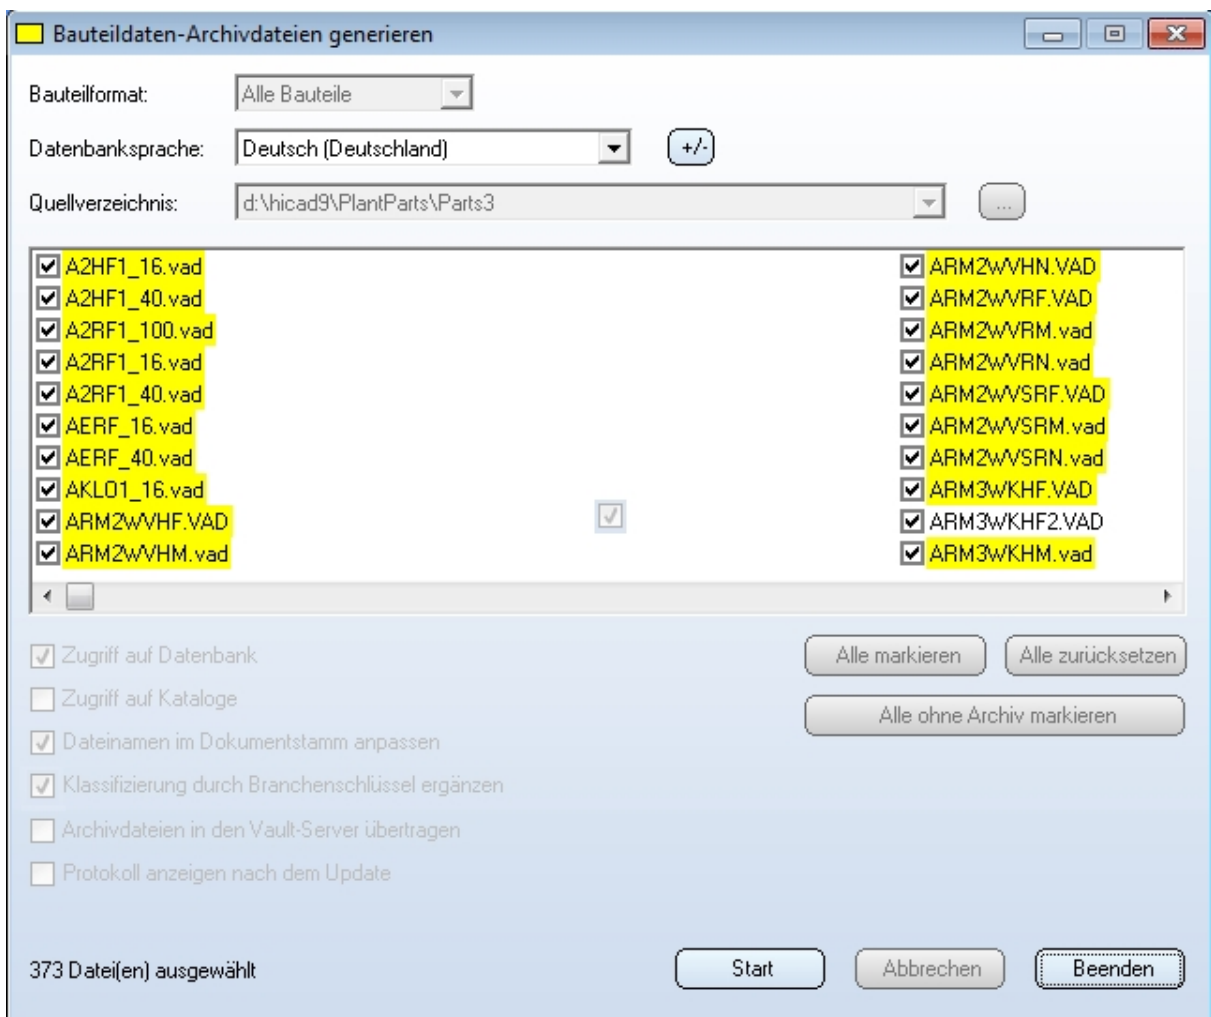 Bauteildaten-Archivdateien generieren
Bauteilformat: Alle Bauteile
Datenbanksprache: Deutsch (Deutschland) +/-
Quellverzeichnis: d:\hicad9\PlantParts\Parts3 ...
A2HF1_16.vad
A2HF1_40.vad
A2RF1_100.vad
A2RF1_16.vad
A2RF1_40.vad
AERF_16.vad
AERF_40.vad
AKLO1_16.vad
ARM2WVHF.VAD
ARM2WVHM.vad
ARM2WVHN.VAD
ARM2WVRF.VAD
ARM2WVRM.vad
ARM2WVRN.vad
ARM2WVSRF.VAD
ARM2WVSRM.vad
ARM2WVSRN.vad
ARM3WKHF.VAD
ARM3WKHF2.VAD
ARM3WKHM.vad
Zugriff auf Datenbank
Zugriff auf Kataloge
Dateinamen im Dokumentstamm anpassen
Klassifizierung durch Branchenschlüssel ergänzen
Archivdateien in den Vault-Server übertragen
Protokoll anzeigen nach dem Update
Alle markieren Alle zurücksetzen
Alle ohne Archiv markieren
373 Datei(en) ausgewählt
Start Abbrechen Beenden